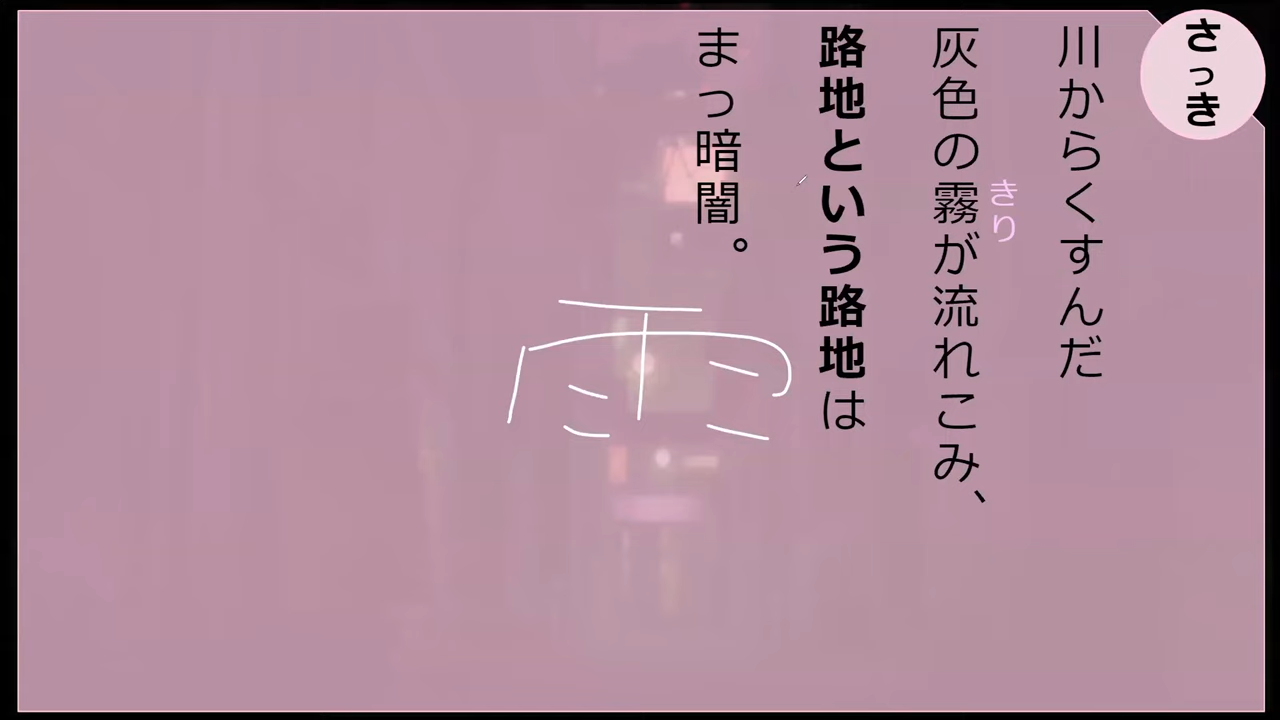 さっき
川からくすんだ
灰色の霧が流れこみ、
きり
路地という路地は
まっ暗闇。
雨